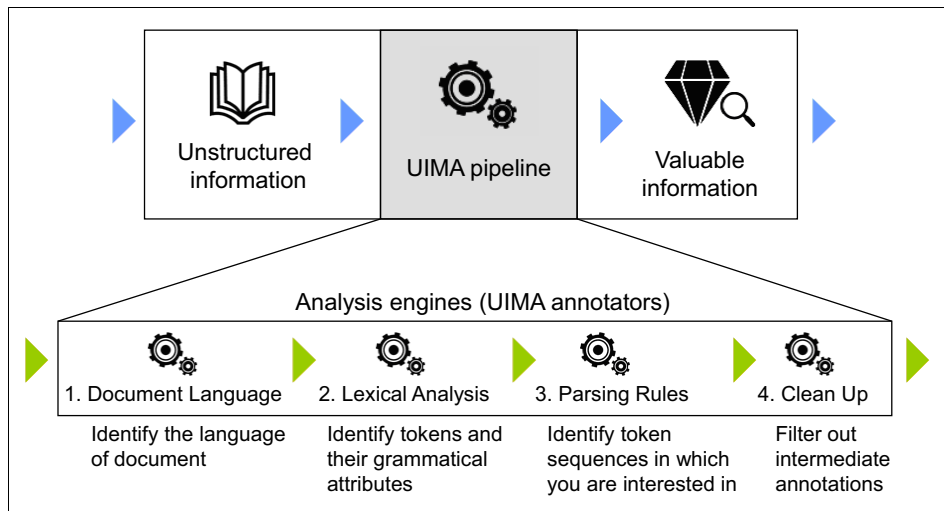 Unstructured
information
UIMA pipeline
Valuable
information
Analysis engines (UIMA annotators)
1. Document Language
2. Lexical Analysis
3. Parsing Rules
4. Clean Up
Identify the language
of document
Identify tokens and
their grammatical
attributes
Identify token
sequences in which
you are interested in
Filter out
intermediate
annotations